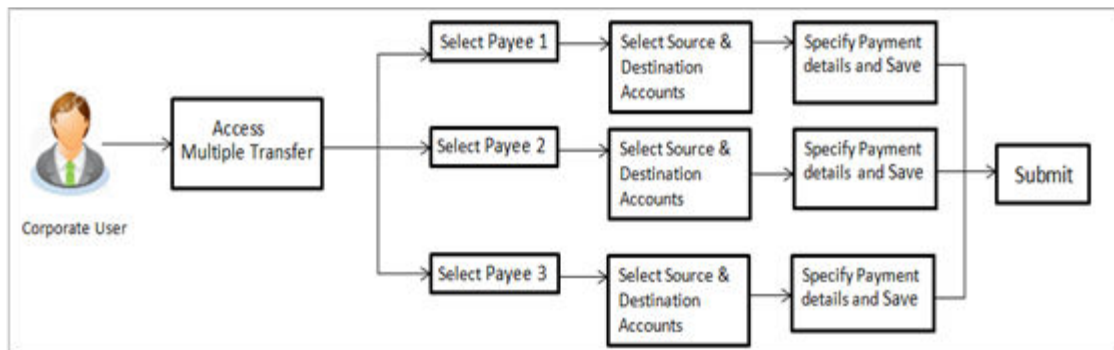 Corporate User
Access
Multiple Transfer
Select Payee 1
Select Source &
Destination
Accounts
Specify Payment
details and Save
Select Payee 2
Select Source &
Destination
Accounts
Specify Payment
details and Save
Select Payee 3
Select Source &
Destination
Accounts
Specify Payment
details and Save
Submit